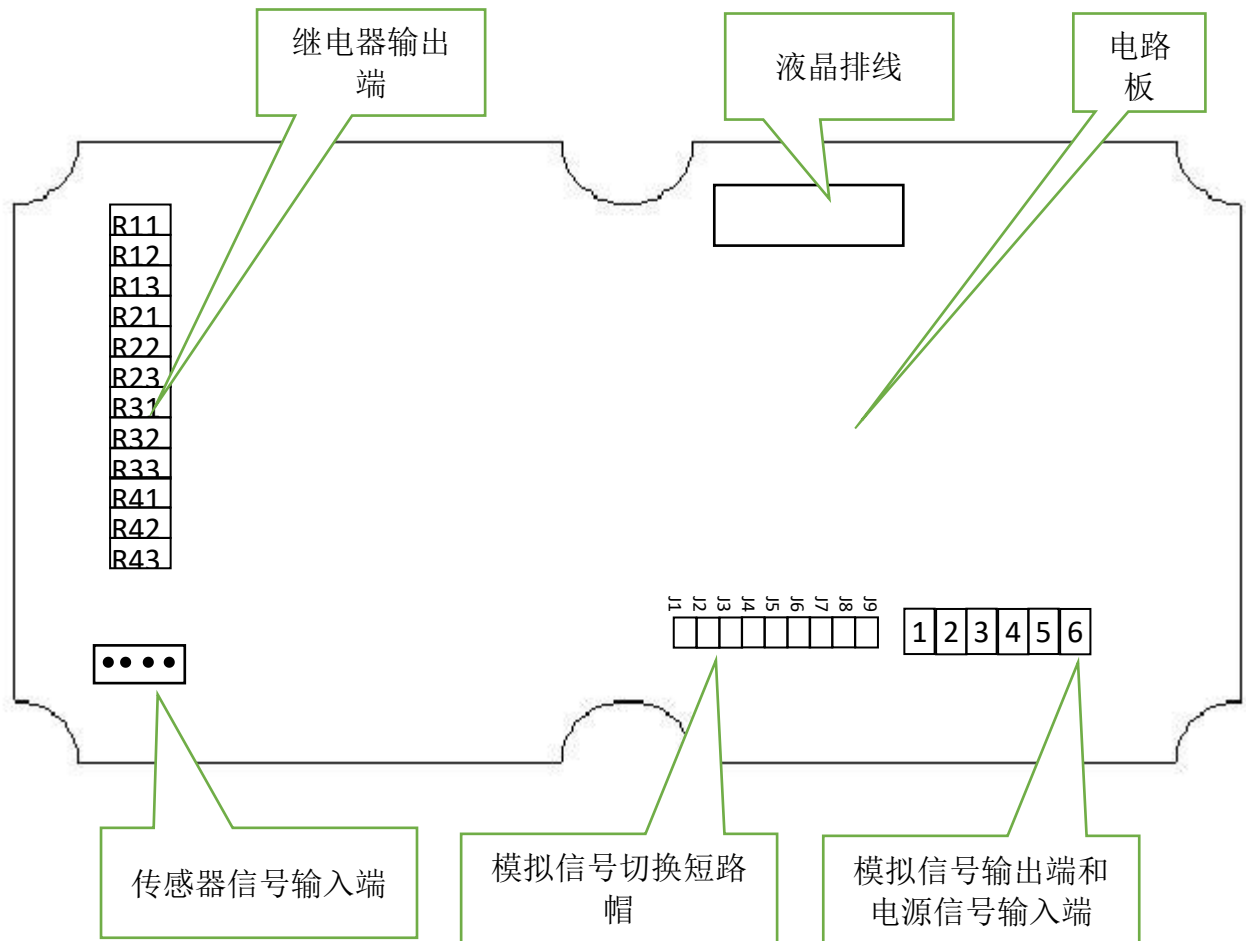 继电器输出
端
液晶排线
电路
板
R11
R12
R13
R21
R22
R23
R31
R32
R33
R41
R42
R43
J1 J2 J3 J4 J5 J6 J7 J8 J9
1 2 3 4 5 6
传感器信号输入端
模拟信号切换短路
帽
模拟信号输出端和
电源信号输入端